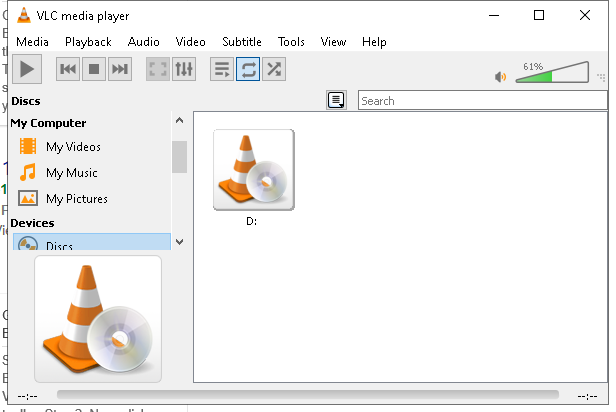 VLC media player
Media Playback Audio Video Subtitle Tools View Help
61%
Discs
Search
My Computer
My Videos
My Music
My Pictures
Devices
Discs
D:
--:-- --:--